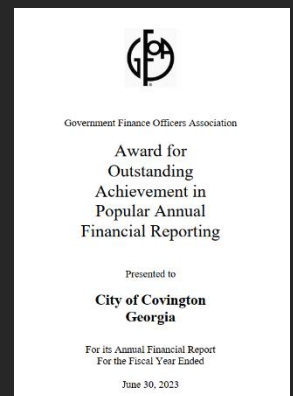 GFOA
Government Finance Officers Association
Award for
Outstanding
Achievement in
Popular Annual
Financial Reporting
Presented to
City of Covington
Georgia
For its Annual Financial Report
For the Fiscal Year Ended
June 30, 2023